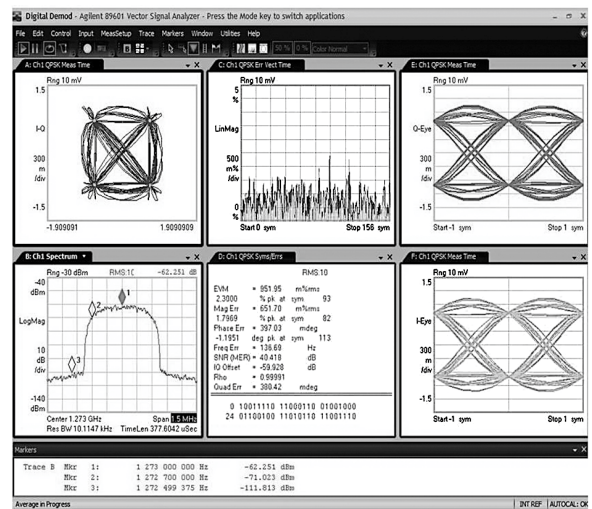 Digital Demod - Agilent 89601 Vector Signal Analyzer - Press the Mode key to switch applications
File Edit Control Input MeasSetup Trace Markers Window Utilities Help
50 % 0 % Color Normal
A: Ch1 QPSK Meas Time
Rng 10 mV
1.5
I-Q
300
m
/div
-1.5
-1.909091 1.9090909
C: Ch1 QPSK Err Vect Time
Rng 10 mV
5
%
LinMag
500
m%
/div
0
%
Start 0 sym Stop 156 sym
E: Ch1 QPSK Meas Time
Rng 10 mV
1.5
Q-Eye
300
m
/div
-1.5
Start -1 sym Stop 1 sym
B: Ch1 Spectrum
Rng -30 dBm RMS:10 -62.251 dB
-40
dBm
LogMag
10
dB
/div
-140
dBm
1
2
3
Center 1.273 GHz Span 1.5 MHz
Res BW 10.1147 kHz TimeLen 377.6042 uSec
D: Ch1 QPSK Syms/Errs
RMS:10
EVM = 951.95 m%rms
2.3000 % pk at sym 93
Mag Err = 651.70 m%rms
1.7969 % pk at sym 82
Phase Err = 397.03 mdeg
-1.1951 deg pk at sym 113
Freq Err = 136.69 Hz
SNR (MER) = 40.418 dB
IQ Offset = -59.928 dB
Rho = 0.99991
Quad Err = 380.42 mdeg
0 10011110 11000110 01001000
24 01100100 11010110 11001110
F: Ch1 QPSK Meas Time
Rng 10 mV
1.5
I-Eye
300
m
/div
-1.5
Start -1 sym Stop 1 sym
Markers
Trace B Mkr 1: 1 273 000 000 Hz -62.251 dBm
Mkr 2: 1 272 700 000 Hz -71.023 dBm
Mkr 3: 1 272 499 375 Hz -111.813 dBm
Average in Progress INT REF AUTOCAL: OK